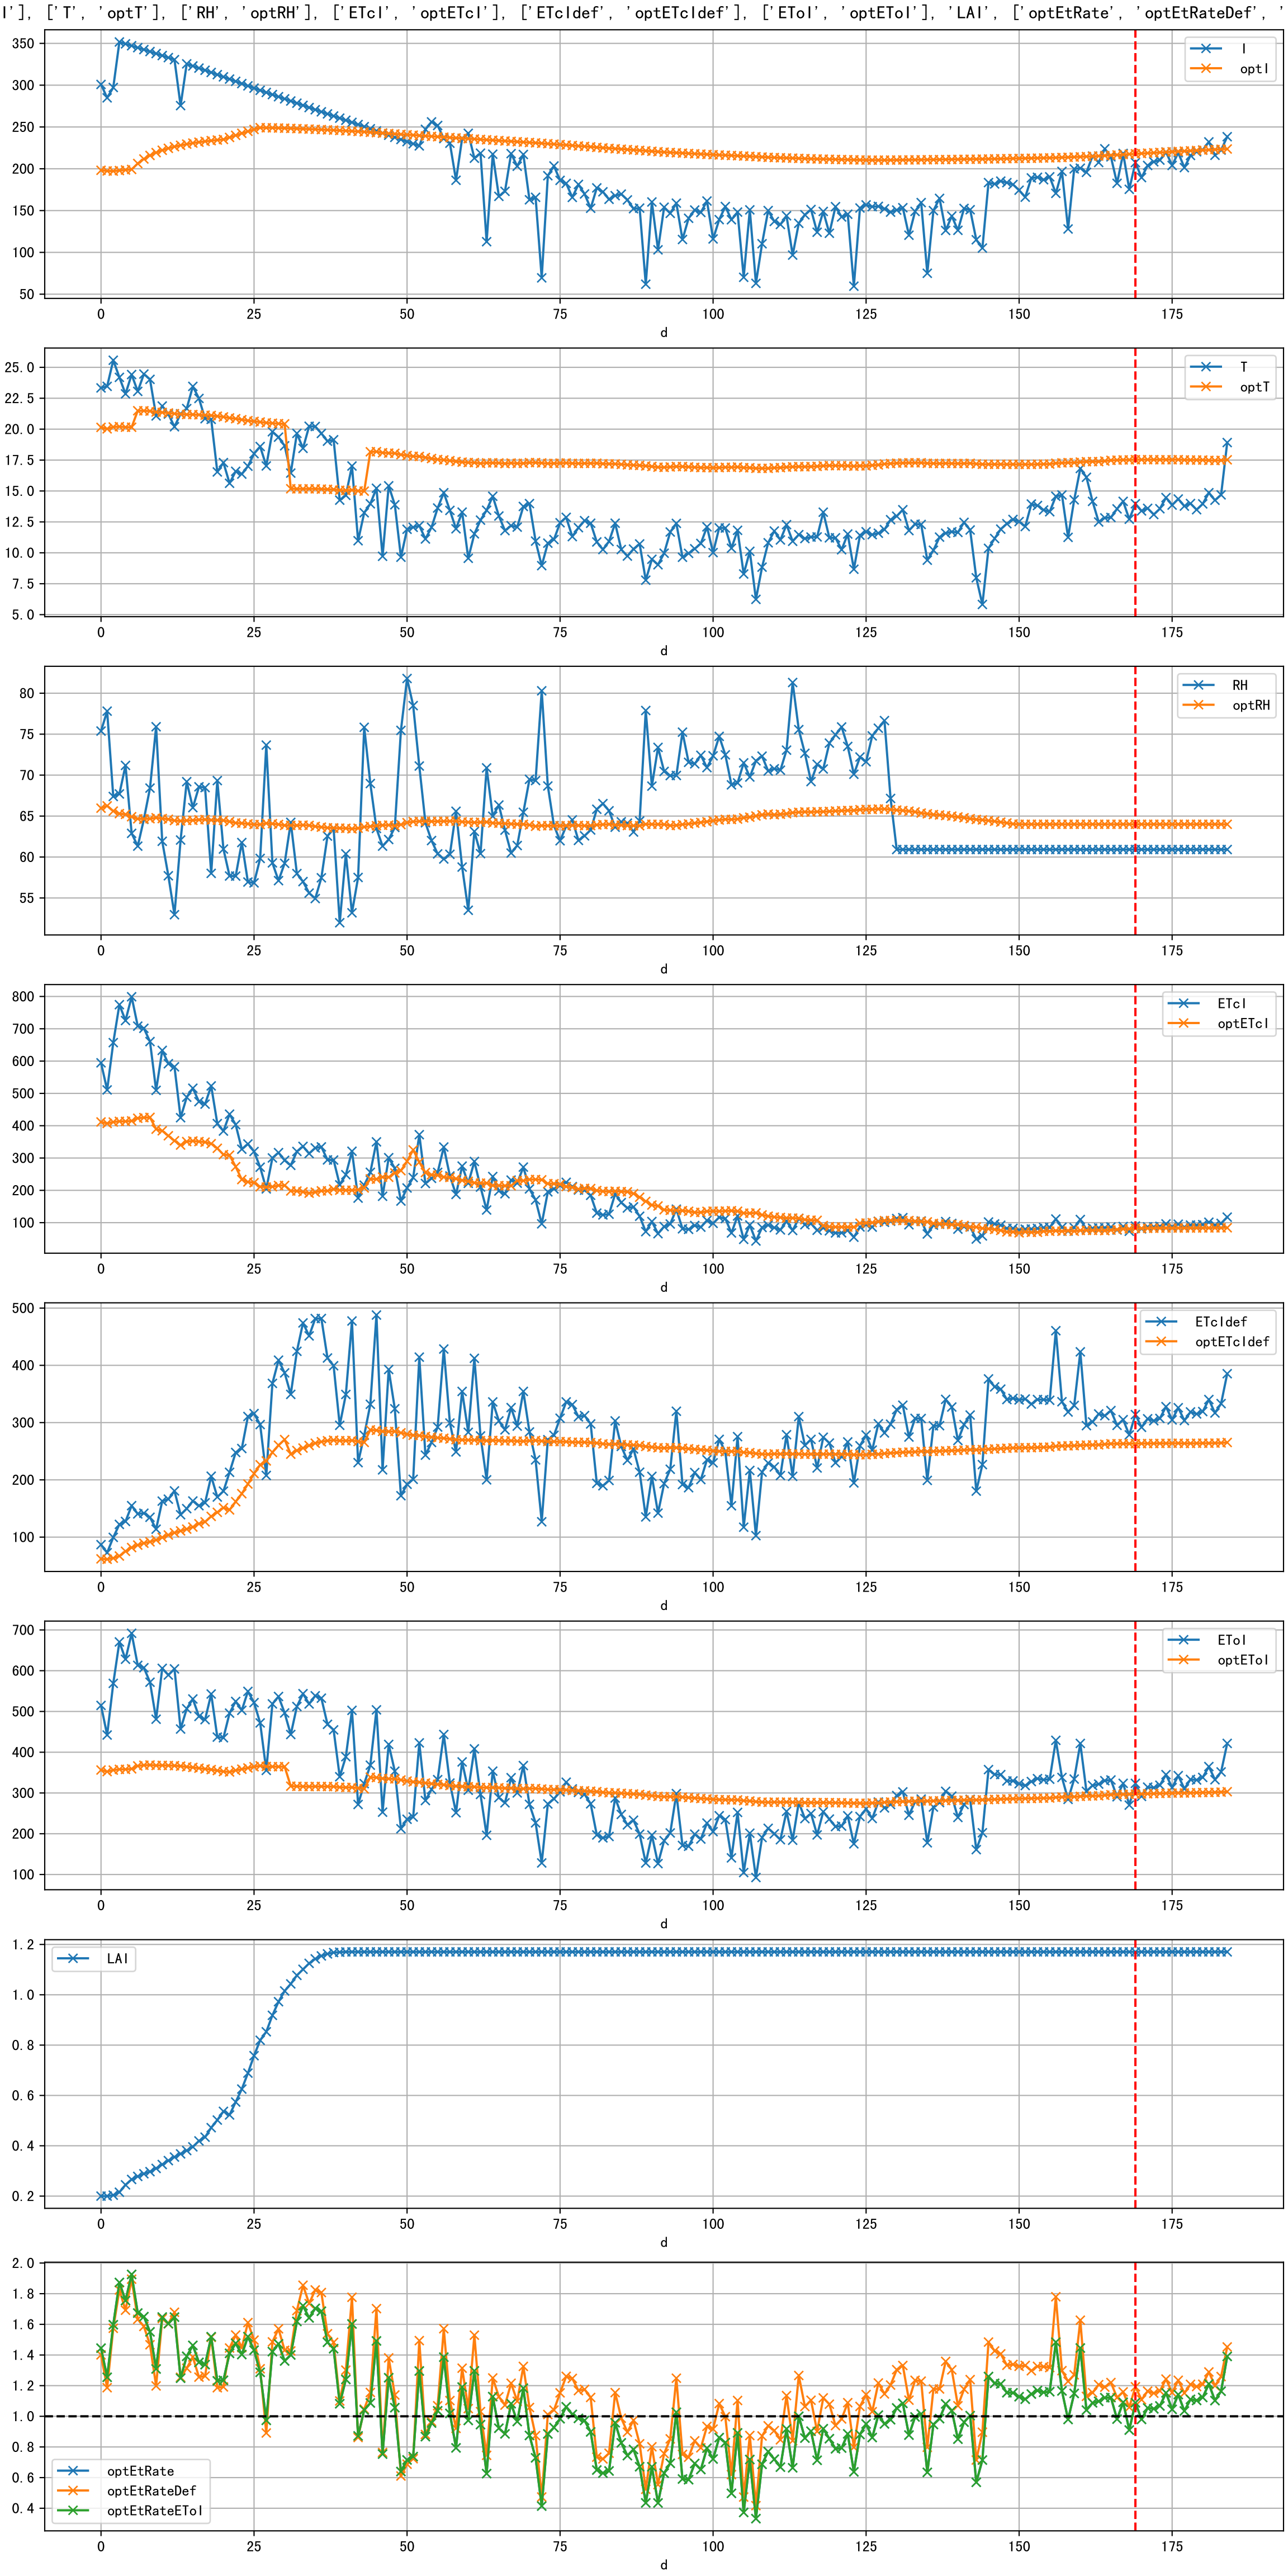 I'], ['T', 'optT'], ['RH', 'optRH'], ['ETcI', 'optETcI'], ['ETcIdef', 'optETcIdef'], ['EToI', 'optEToI'], 'LAI', ['optEtRate', 'optEtRateDef', '
350
300
250
200
150
100
50
I
optI
0 25 50 75 100 125 150 175
d
25.0
22.5
20.0
17.5
15.0
12.5
10.0
7.5
5.0
T
optT
0 25 50 75 100 125 150 175
d
80
75
70
65
60
55
RH
optRH
0 25 50 75 100 125 150 175
d
800
700
600
500
400
300
200
100
ETcI
optETcI
0 25 50 75 100 125 150 175
d
500
400
300
200
100
ETcIdef
optETcIdef
0 25 50 75 100 125 150 175
d
700
600
500
400
300
200
100
EToI
optEToI
0 25 50 75 100 125 150 175
d
1.2
1.0
0.8
0.6
0.4
0.2
LAI
0 25 50 75 100 125 150 175
d
2.0
1.8
1.6
1.4
1.2
1.0
0.8
0.6
0.4
optEtRate
optEtRateDef
optEtRateEToI
0 25 50 75 100 125 150 175
d